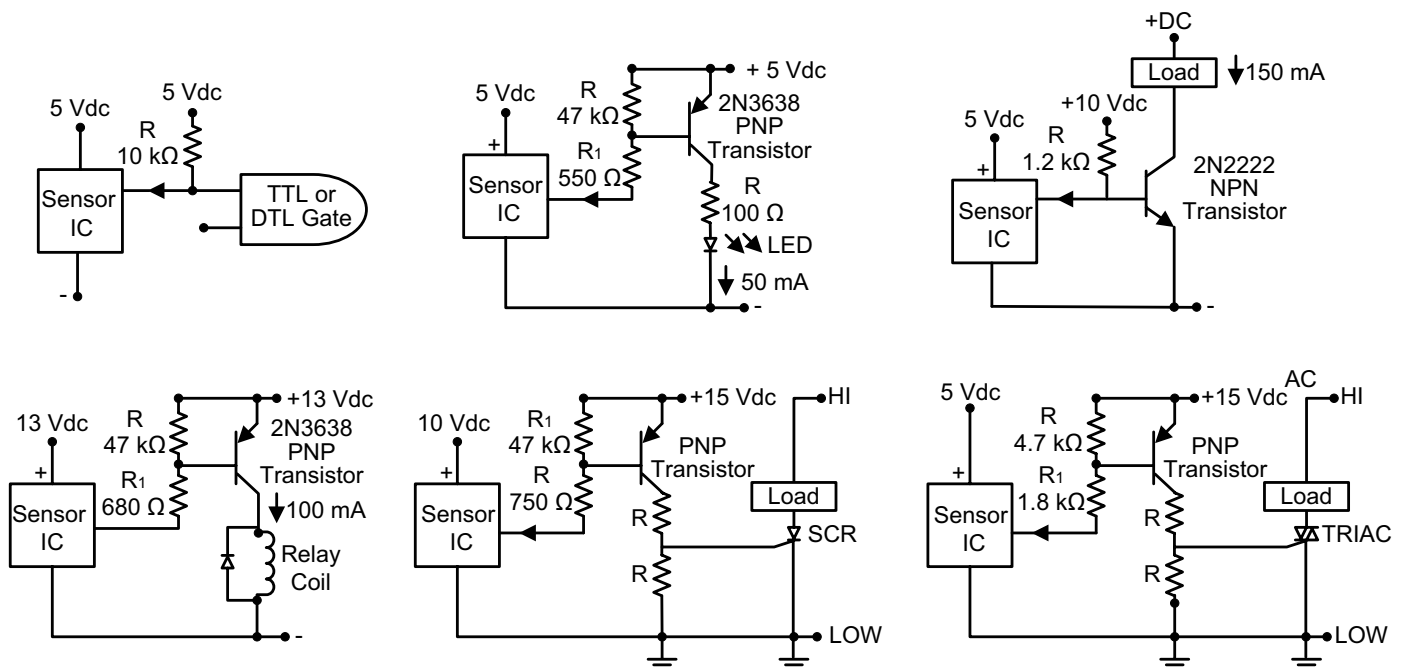 5 Vdc
5 Vdc
R
10 kΩ
Sensor
IC
TTL or
DTL Gate
-
+ 5 Vdc
5 Vdc
R
47 kΩ
2N3638
PNP
Transistor
+
R1
550 Ω
Sensor
IC
R
100 Ω
LED
50 mA
-
+DC
Load
150 mA
+10 Vdc
5 Vdc
R
1.2 kΩ
+
2N2222
NPN
Transistor
Sensor
IC
-
+13 Vdc
13 Vdc
R
47 kΩ
2N3638
PNP
Transistor
+
R1
680 Ω
Sensor
IC
100 mA
Relay
Coil
-
+15 Vdc
HI
10 Vdc
R1
47 kΩ
PNP
Transistor
+
R
750 Ω
Load
Sensor
IC
R
SCR
R
LOW
AC
+15 Vdc
HI
5 Vdc
R
4.7 kΩ
PNP
Transistor
+
R1
1.8 kΩ
Load
Sensor
IC
R
TRIAC
R
LOW